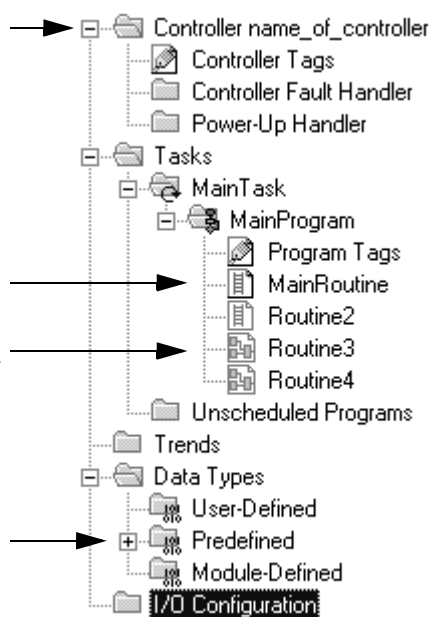 Controller name_of_controller
Controller Tags
Controller Fault Handler
Power-Up Handler
Tasks
MainTask
MainProgram
Program Tags
MainRoutine
Routine2
Routine3
Routine4
Unscheduled Programs
Trends
Data Types
User-Defined
Predefined
Module-Defined
I/O Configuration